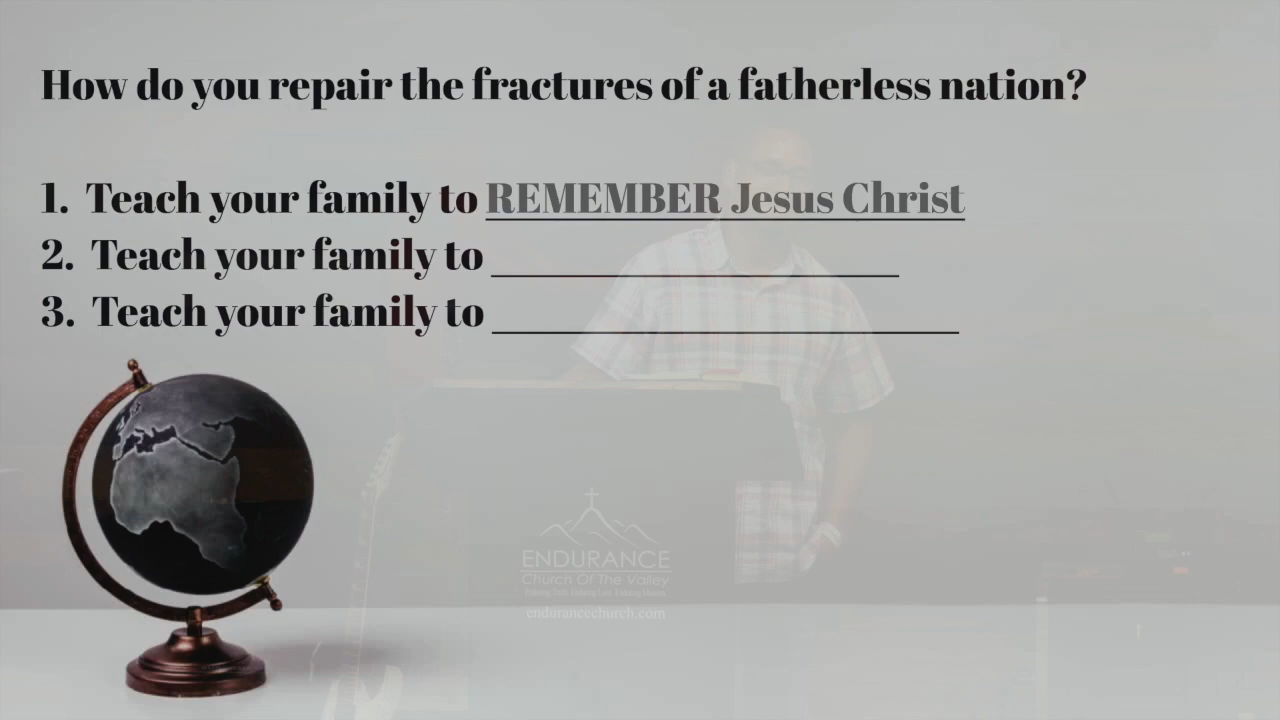 How do you repair the fractures of a fatherless nation?
1. Teach your family to REMEMBER Jesus Christ
2. Teach your family to
3. Teach your family to
ENDURANCE
Church Of The Valley
endurancechurch.com